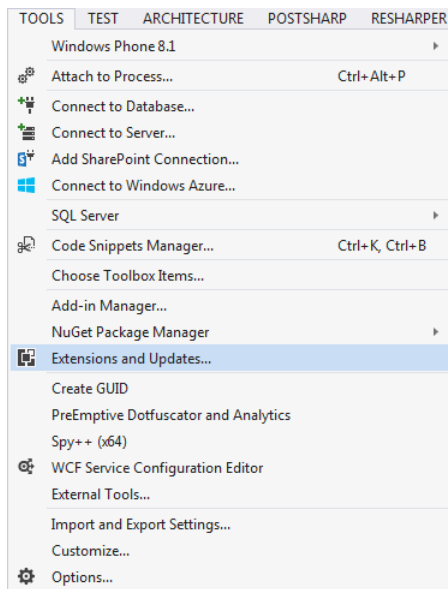 TOOLS TEST ARCHITECTURE POSTSHARP RESHARPER
Windows Phone 8.1
Attach to Process... Ctrl+Alt+P
Connect to Database...
Connect to Server...
Add SharePoint Connection...
Connect to Windows Azure...
SQL Server
Code Snippets Manager... Ctrl+K, Ctrl+B
Choose Toolbox Items...
Add-in Manager...
NuGet Package Manager
Extensions and Updates...
Create GUID
PreEmptive Dotfuscator and Analytics
Spy++ (x64)
WCF Service Configuration Editor
External Tools...
Import and Export Settings...
Customize...
Options...